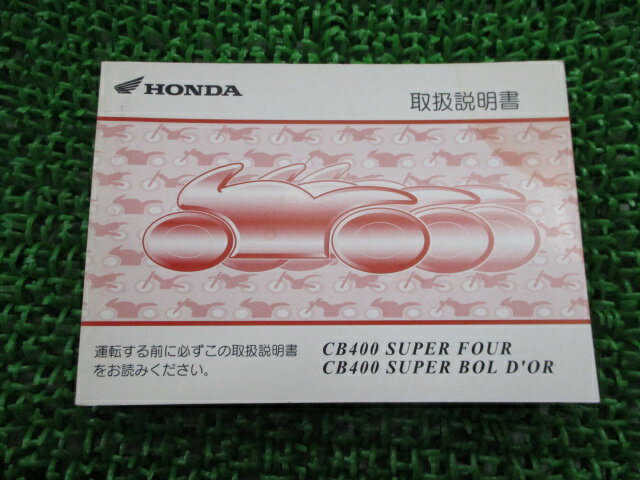 HONDA
取扱説明書
運転する前に必ずこの取扱説明書
をお読みください。
CB400 SUPER FOUR
CB400 SUPER BOL D'OR